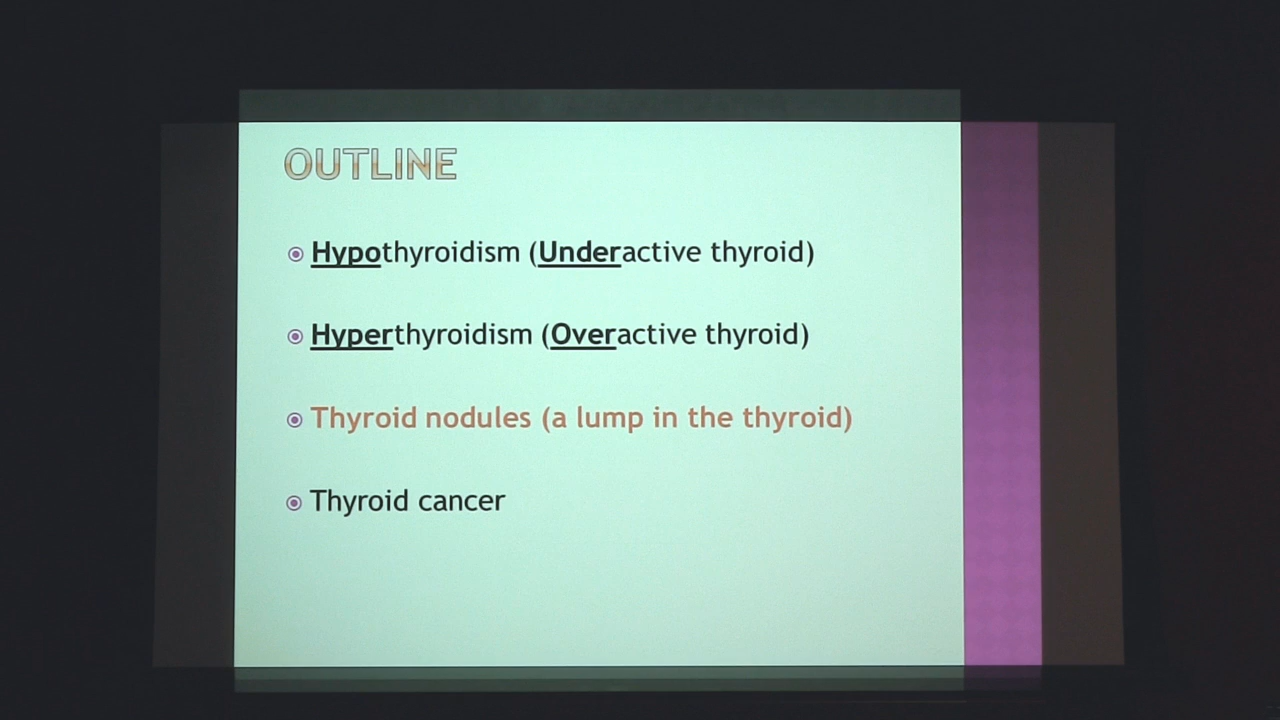 OUTLINE
Hypothyroidism (Underactive thyroid)
Hyperthyroidism (Overactive thyroid)
Thyroid nodules (a lump in the thyroid)
Thyroid cancer